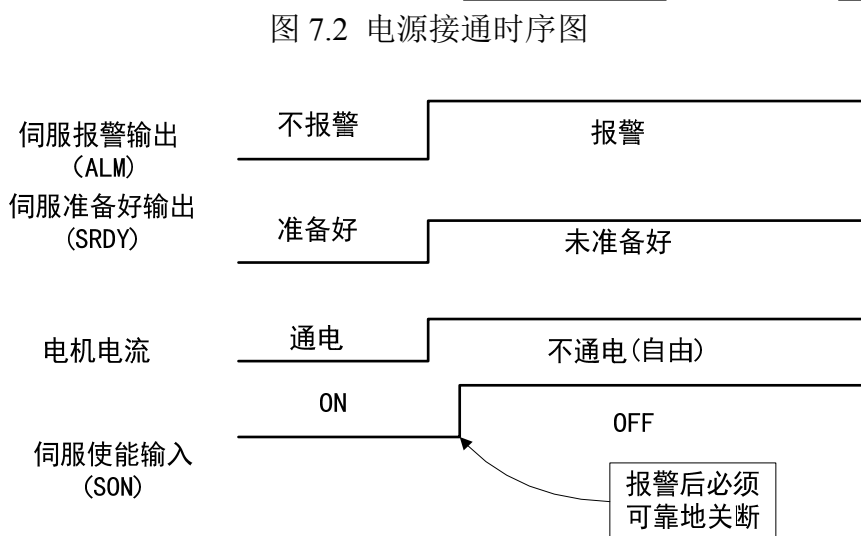 图 7.2 电源接通时序图
伺服报警输出
(ALM)
不报警
报警
伺服准备好输出
(SRDY)
准备好
未准备好
电机电流
通电
不通电(自由)
伺服使能输入
(SON)
ON
OFF
报警后必须
可靠地关断